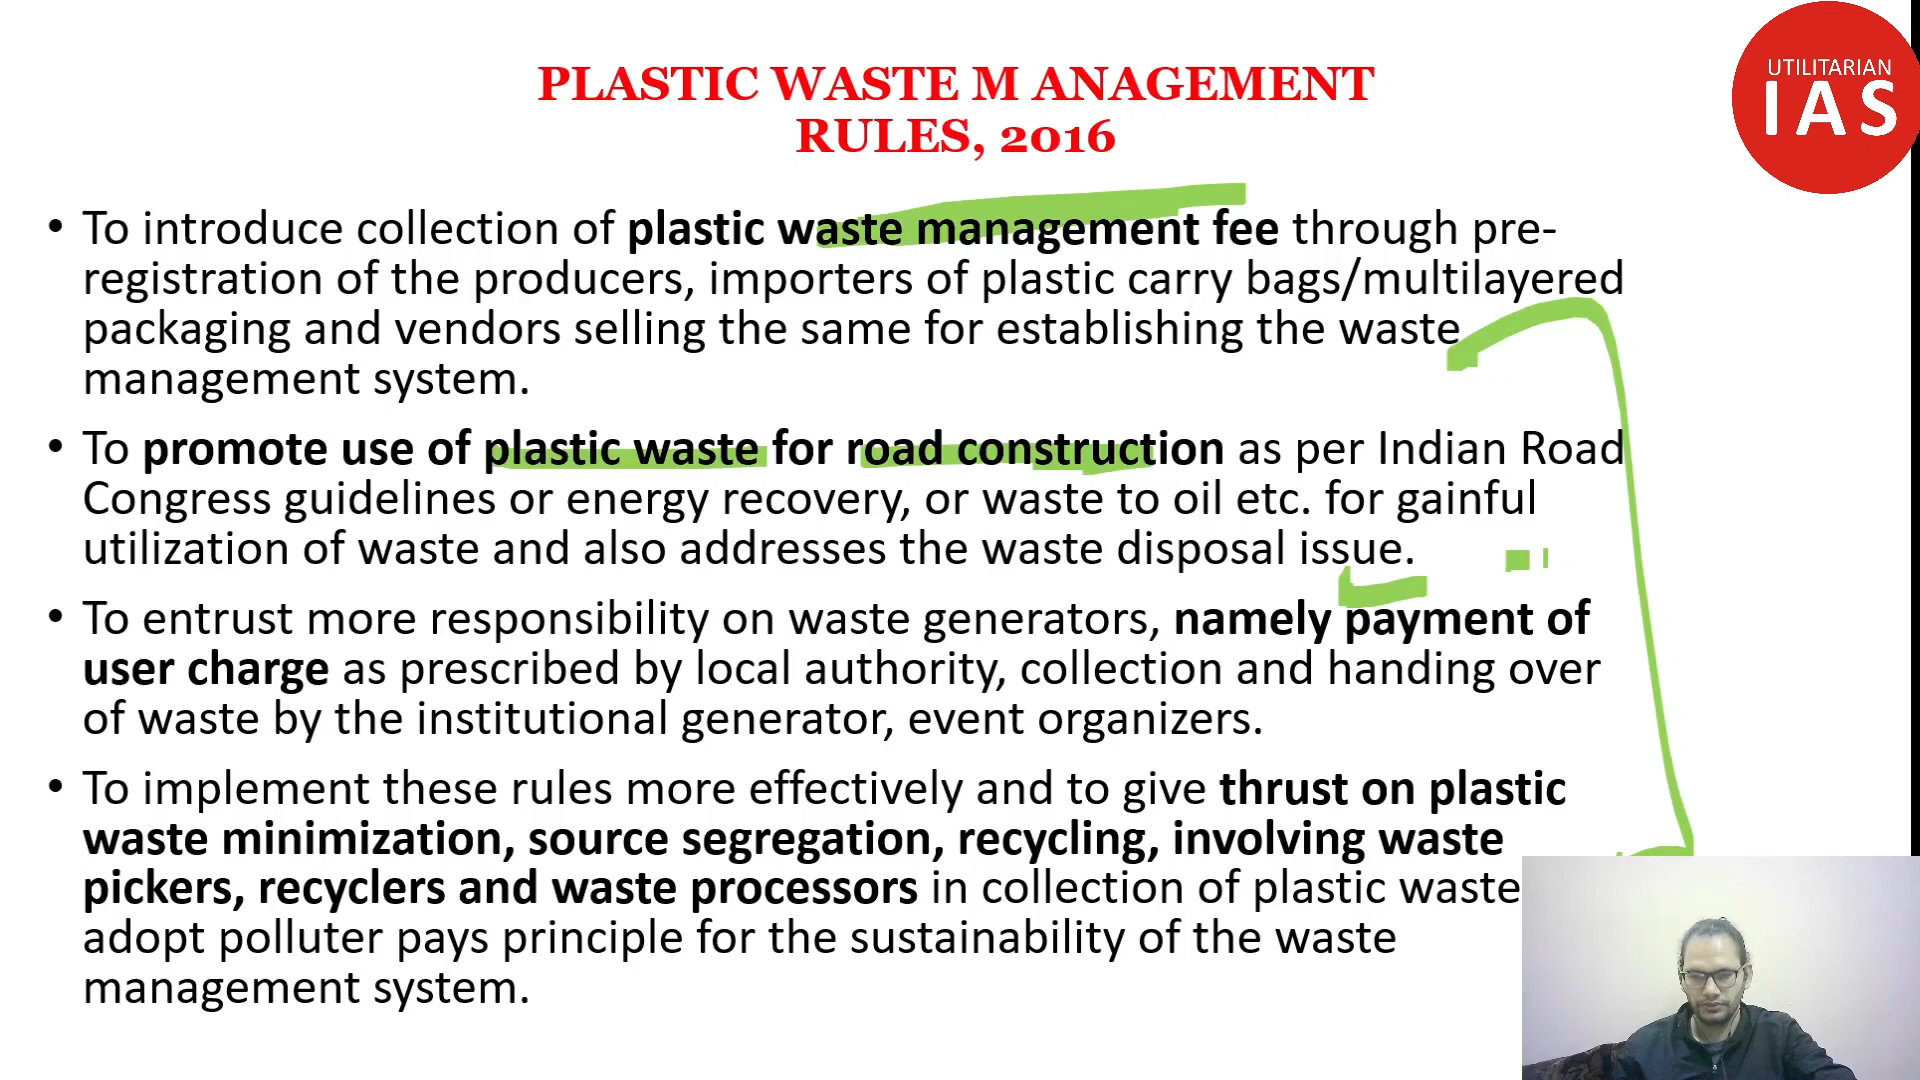 UTILITARIAN
IAS
PLASTIC WASTE M ANAGEMENT
RULES, 2016
• To introduce collection of plastic waste management fee through pre-
registration of the producers, importers of plastic carry bags/multilayered
packaging and vendors selling the same for establishing the waste
management system.
• To promote use of plastic waste for road construction as per Indian Road
Congress guidelines or energy recovery, or waste to oil etc. for gainful
utilization of waste and also addresses the waste disposal issue.
• To entrust more responsibility on waste generators, namely payment of
user charge as prescribed by local authority, collection and handing over
of waste by the institutional generator, event organizers.
• To implement these rules more effectively and to give thrust on plastic
waste minimization, source segregation, recycling, involving waste
pickers, recyclers and waste processors in collection of plastic waste
adopt polluter pays principle for the sustainability of the waste
management system.